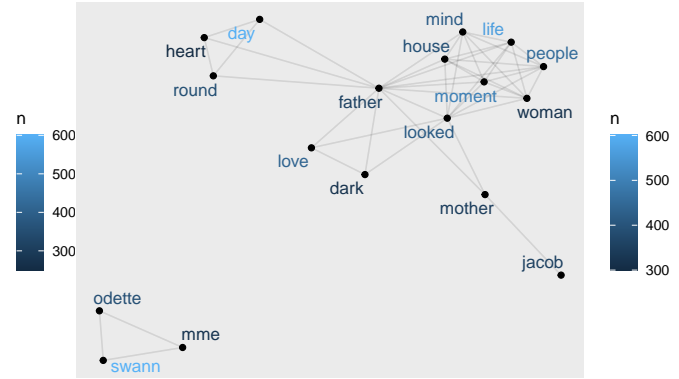 n
600
500
400
300
day
heart
round
mind
life
house
people
father
moment
woman
looked
love
dark
mother
jacob
odette
mme
swann
n
600
500
400
300